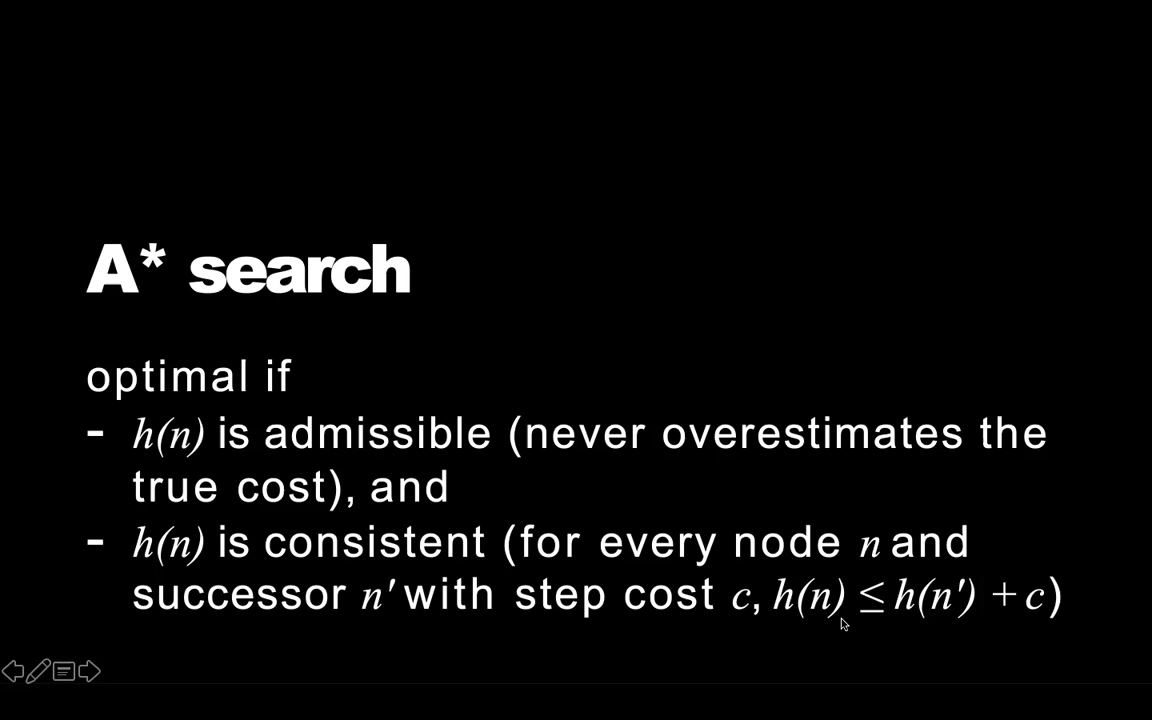 A* search
optimal if
- h(n) is admissible (never overestimates the
true cost), and
- h(n) is consistent (for every node n and
successor n' with step cost c, h(n) ≤ h(n') + c)